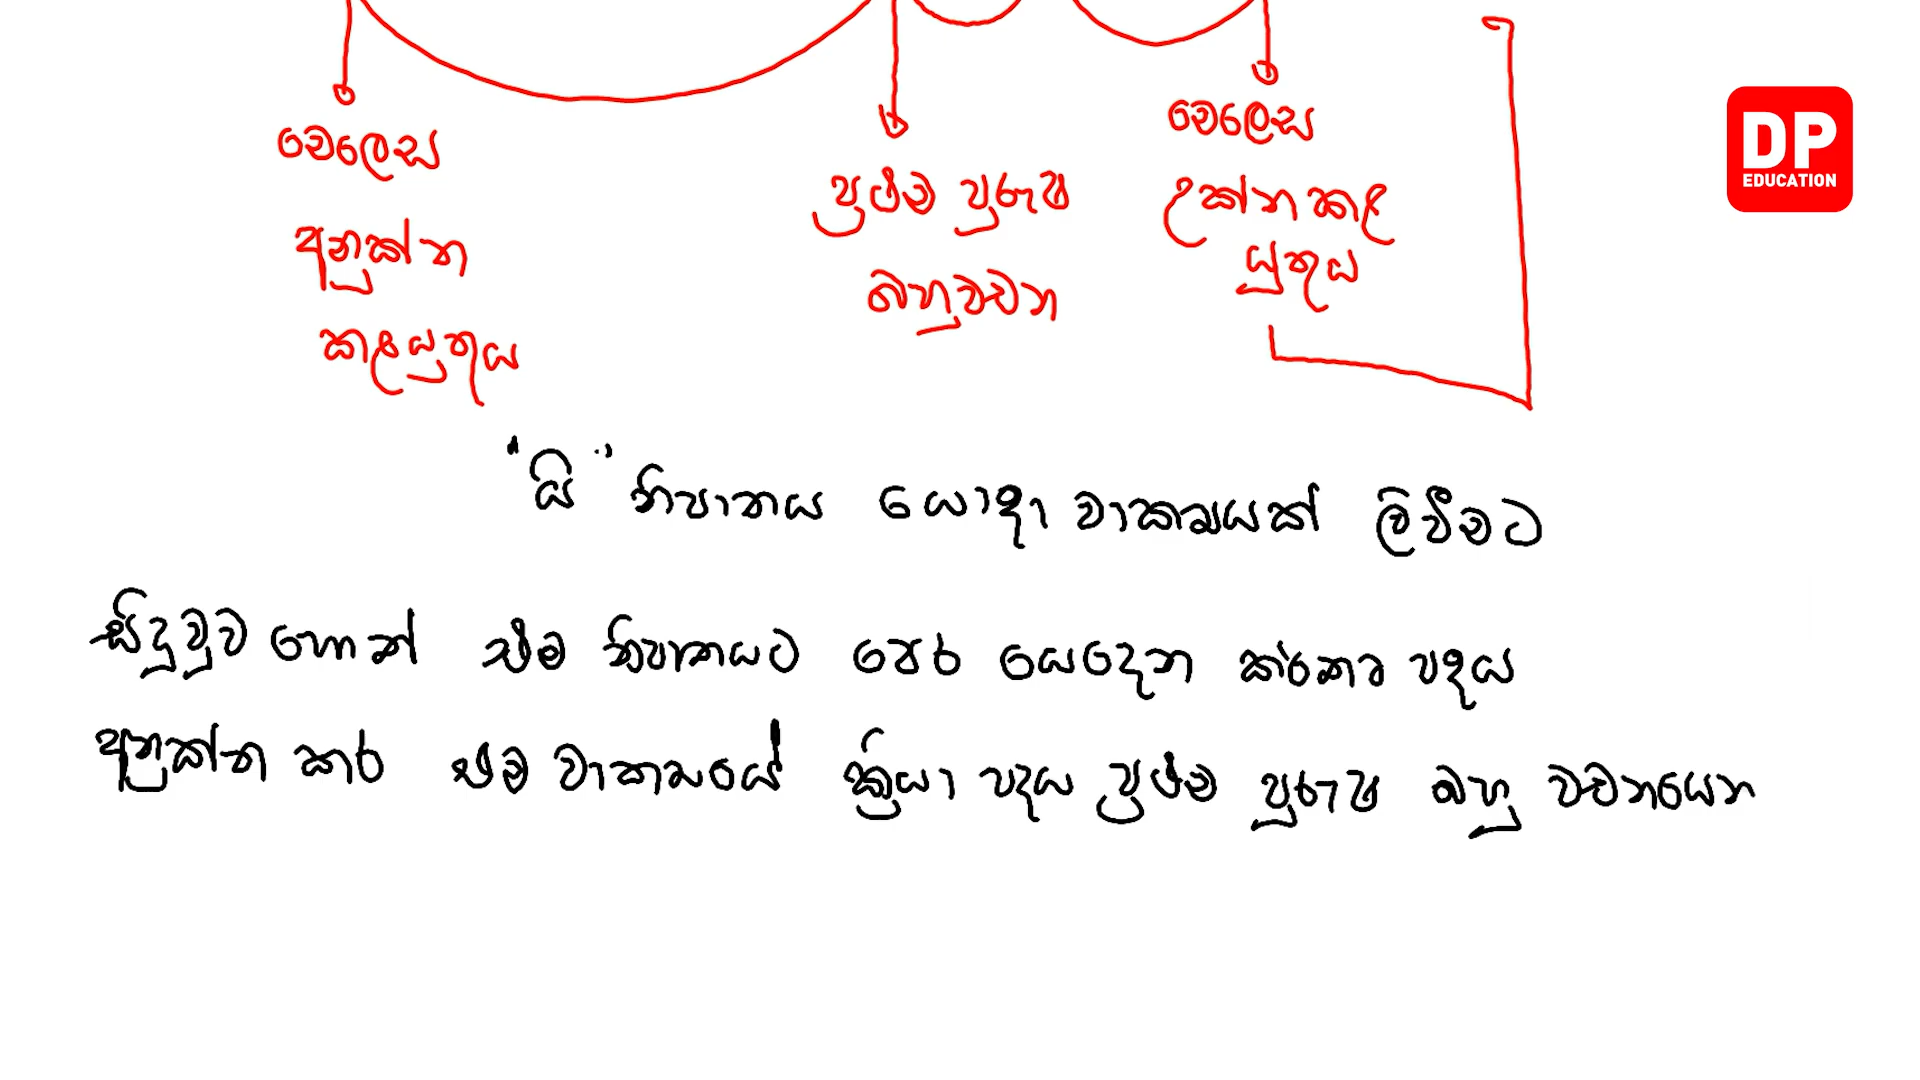 වෙලෙස
අනුක්ත
කළයුතුය
ප්‍රථම පුරුෂ
බහුවචන
වෙලෙස
උක්ත කළ
යුතුය
DP
EDUCATION
"යි" නිපාතය යොදා වාක්‍යයක් ලිවීමට
සිදුවුව හොත් එම නිපාතයට පෙර යෙදෙන කර්තෘ පදය
අනුක්ත කර එම වාක්‍යයේ ක්‍රියා පදය ප්‍රථම පුරුෂ බහු වචනයෙන